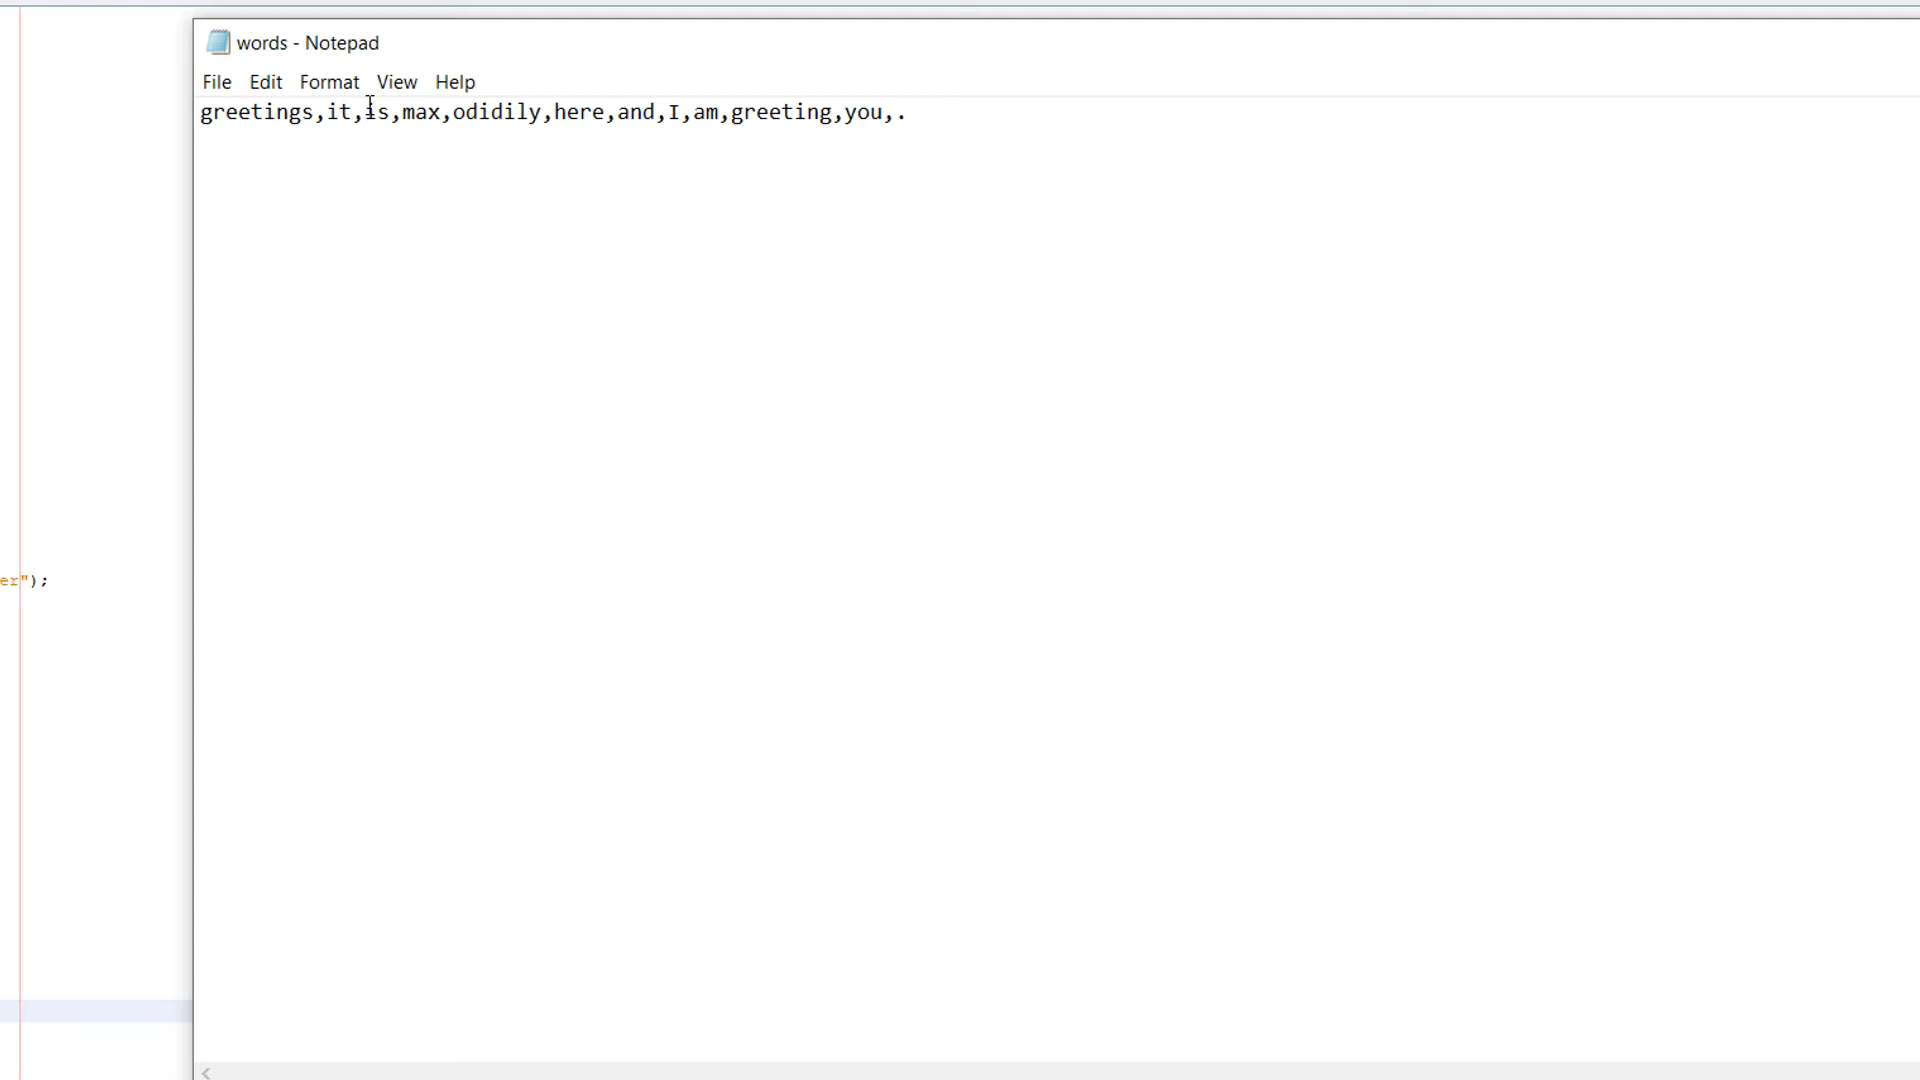 words - Notepad
File Edit Format View Help
greetings,it,is,max,odidily,here,and,I,am,greeting,you,.
er");